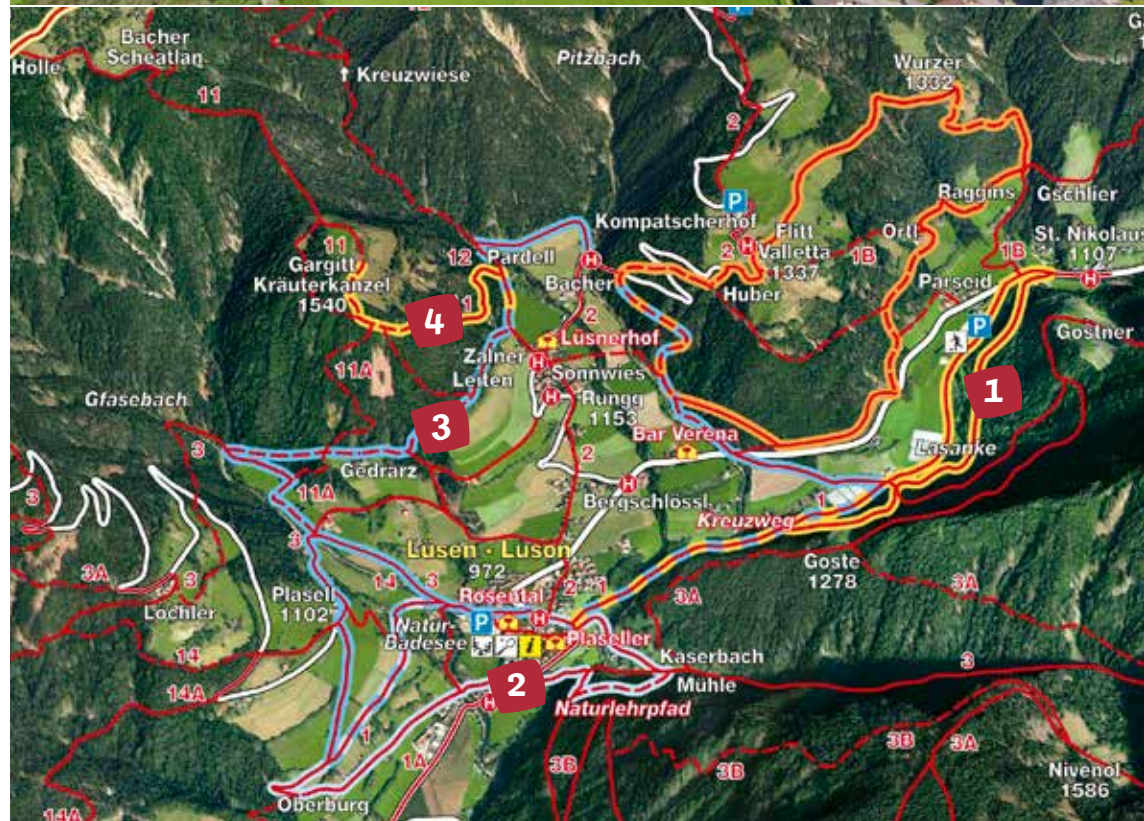 12
P
G
Bacher
Scheatlan
Hölle
Kreuzwiese
Pitzbach
Wurzer
1332
11
2
P
Raggins
Gschlier
Kompatscherhof
Flitt
Valletta
1337
H
Örtl
St. Nikolaus
1107
H
11
12
Pardell
2
1B
1B
Gargitt
Kräuterkanzel
1540
Bacher
H
Huber
Parseid
4
11
2
P
Gostner
Lüsnerhof
Zalner
Leiten
H
Sonnwies
Rungg
1153
H
11A
1
Gfasebach
3
Bar Verena
Lasanke
3
Gedrarz
2
11A
Bergschlössl
H
Kreuzweg
1
3
3
Lüsen · Luson
972
Goste
1278
3A
3
Lochler
Plasell
1102
14
3
2
1
3A
3A
Rosental
H
Natur-
Badesee
P
i
Plaseller
14
Kaserbach
Mühle
3
14A
2
H
Naturlehrpfad
1
1A
3B
3B
3B
3A
Oberburg
Nivenol
1586
14A